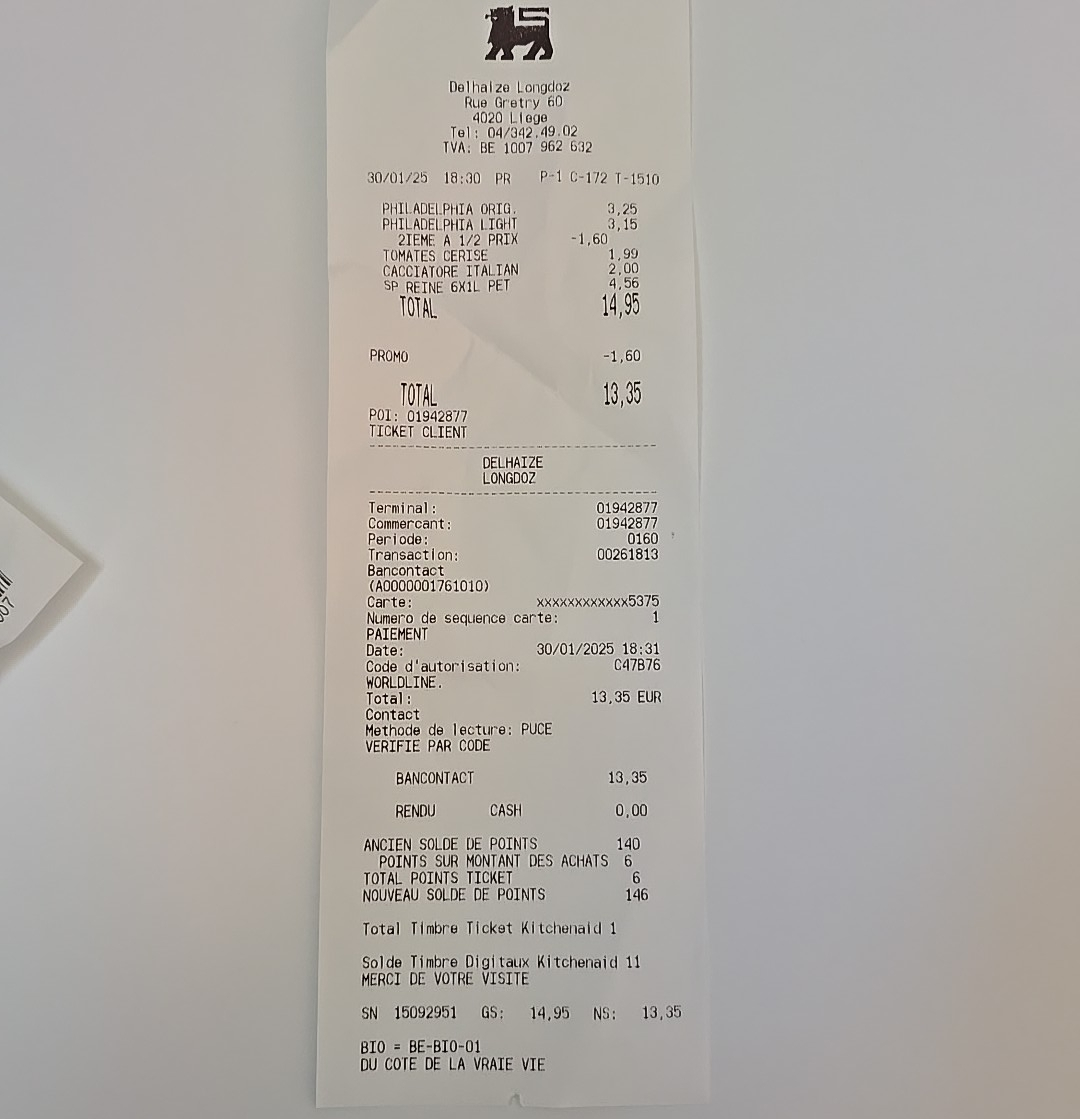 Delhaize Longdoz
Rue Gretry 60
4020 Liege
Tel: 04/342.49.02
TVA: BE 1007 962 632
30/01/25 18:30 PR P-1 C-172 T-1510
PHILADELPHIA ORIG. 3,25
PHILADELPHIA LIGHT 3,15
2IEME A 1/2 PRIX -1,60
TOMATES CERISE 1,99
CACCIATORE ITALIAN 2,00
SP REINE 6X1L PET 4,56
TOTAL 14,95
PROMO -1,60
TOTAL 13,35
POI: 01942877
TICKET CLIENT
DELHAIZE
LONGDOZ
Terminal: 01942877
Commercant: 01942877
Periode: 0160
Transaction: 00261813
Bancontact
(A0000001761010)
Carte: xxxxxxxxxxxx5375
Numero de sequence carte: 1
PAIEMENT
Date: 30/01/2025 18:31
Code d'autorisation: C47B76
WORLDLINE.
Total: 13,35 EUR
Contact
Methode de lecture: PUCE
VERIFIE PAR CODE
BANCONTACT 13,35
RENDU CASH 0,00
ANCIEN SOLDE DE POINTS 140
POINTS SUR MONTANT DES ACHATS 6
TOTAL POINTS TICKET 6
NOUVEAU SOLDE DE POINTS 146
Total Timbre Ticket Kitchenaid 1
Solde Timbre Digitaux Kitchenaid 11
MERCI DE VOTRE VISITE
SN 15092951 GS: 14,95 NS: 13,35
BIO = BE-BIO-01
DU COTE DE LA VRAIE VIE
007